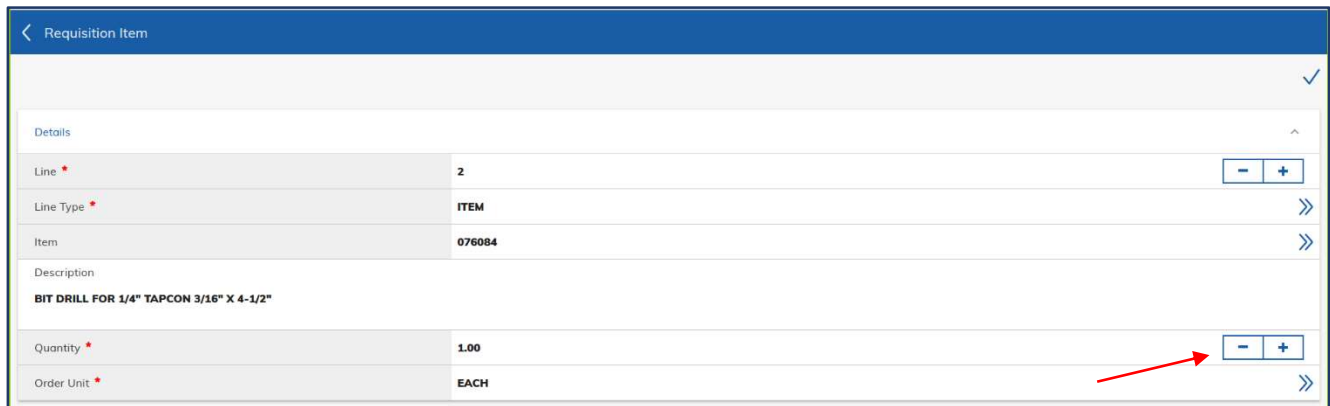 Requisition Item
Details
Line *
2
- +
Line Type *
ITEM
Item
076084
Description
BIT DRILL FOR 1/4" TAPCON 3/16" X 4-1/2"
Quantity *
1.00
- +
Order Unit *
EACH